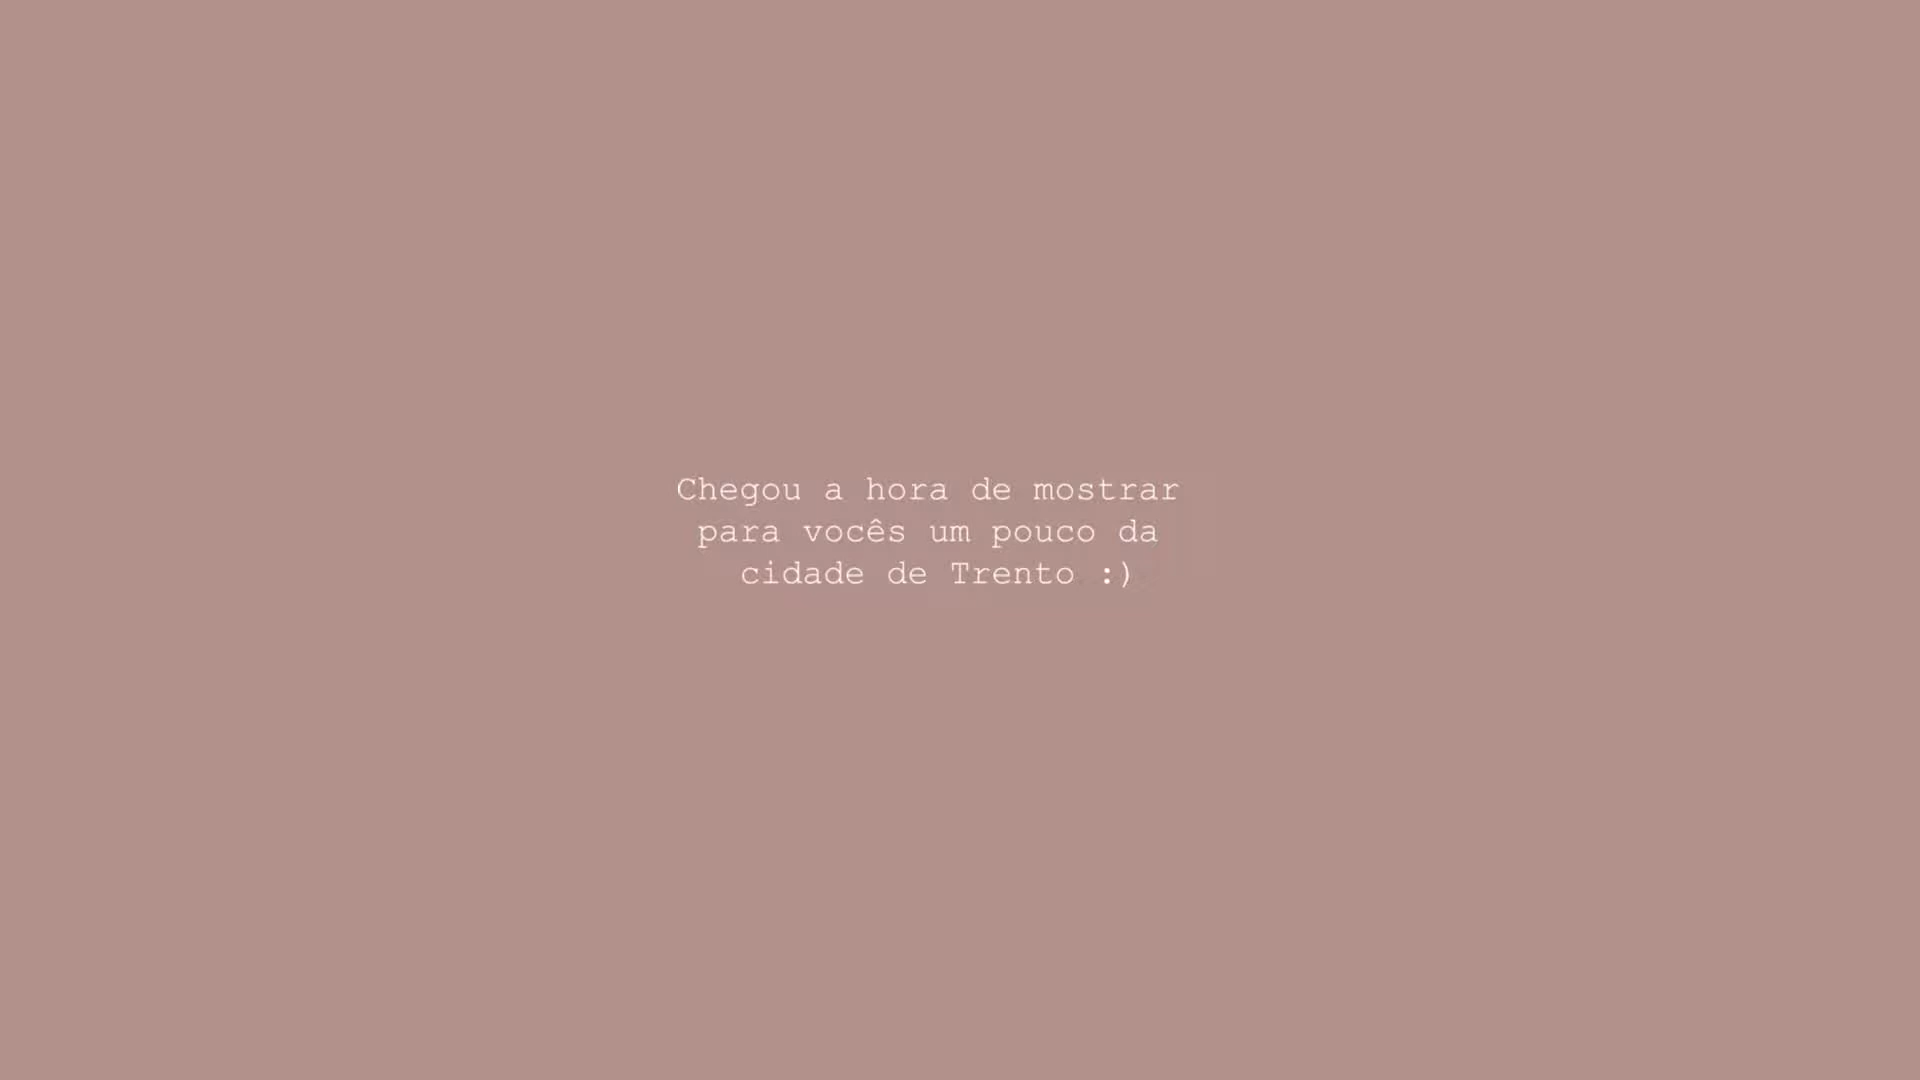 Chegou a hora de mostrar
para vocês um pouco da
cidade de Trento :)